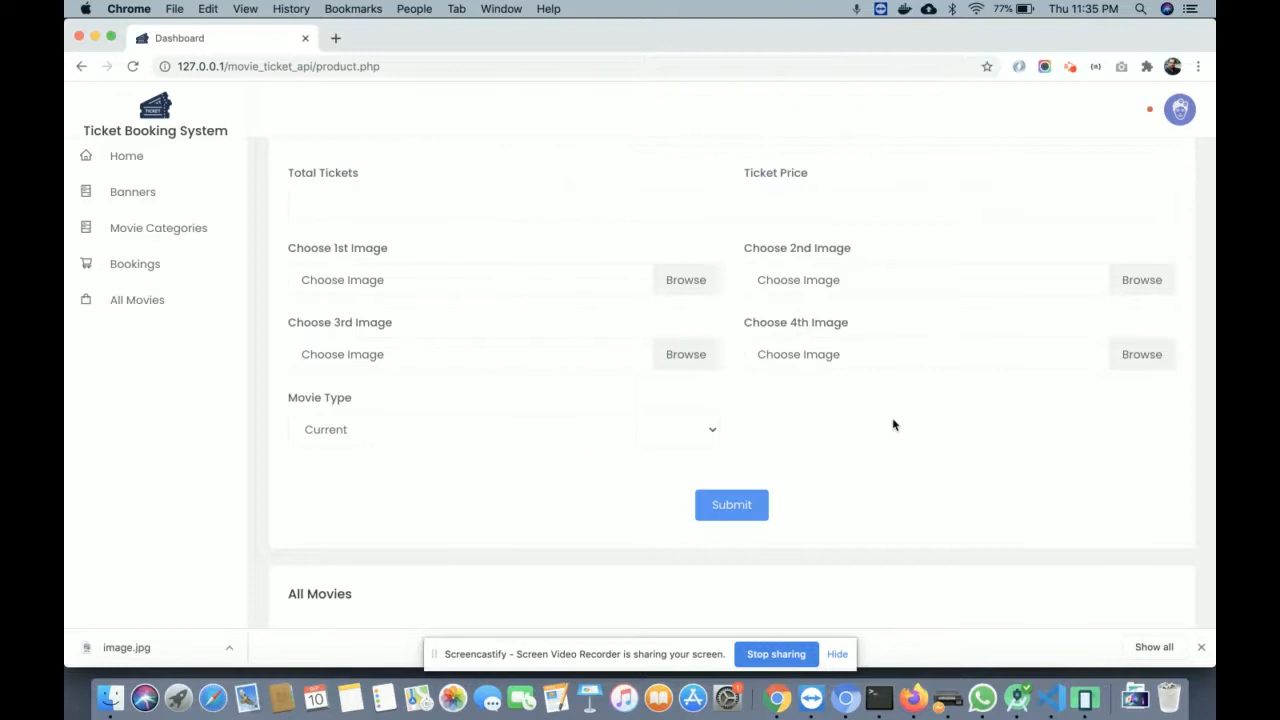 Chrome File Edit View History Bookmarks People Tab Window Help 77% Thu 11:35 PM
Dashboard
127.0.0.1/movie_ticket_api/product.php
TICKET
Ticket Booking System
Home
Banners
Movie Categories
Bookings
All Movies
Total Tickets Ticket Price
Choose 1st Image Choose 2nd Image
Choose Image Browse Choose Image Browse
Choose 3rd Image Choose 4th Image
Choose Image Browse Choose Image Browse
Movie Type
Current
Submit
All Movies
image.jpg Show all
Screencastify - Screen Video Recorder is sharing your screen. Stop sharing Hide
10